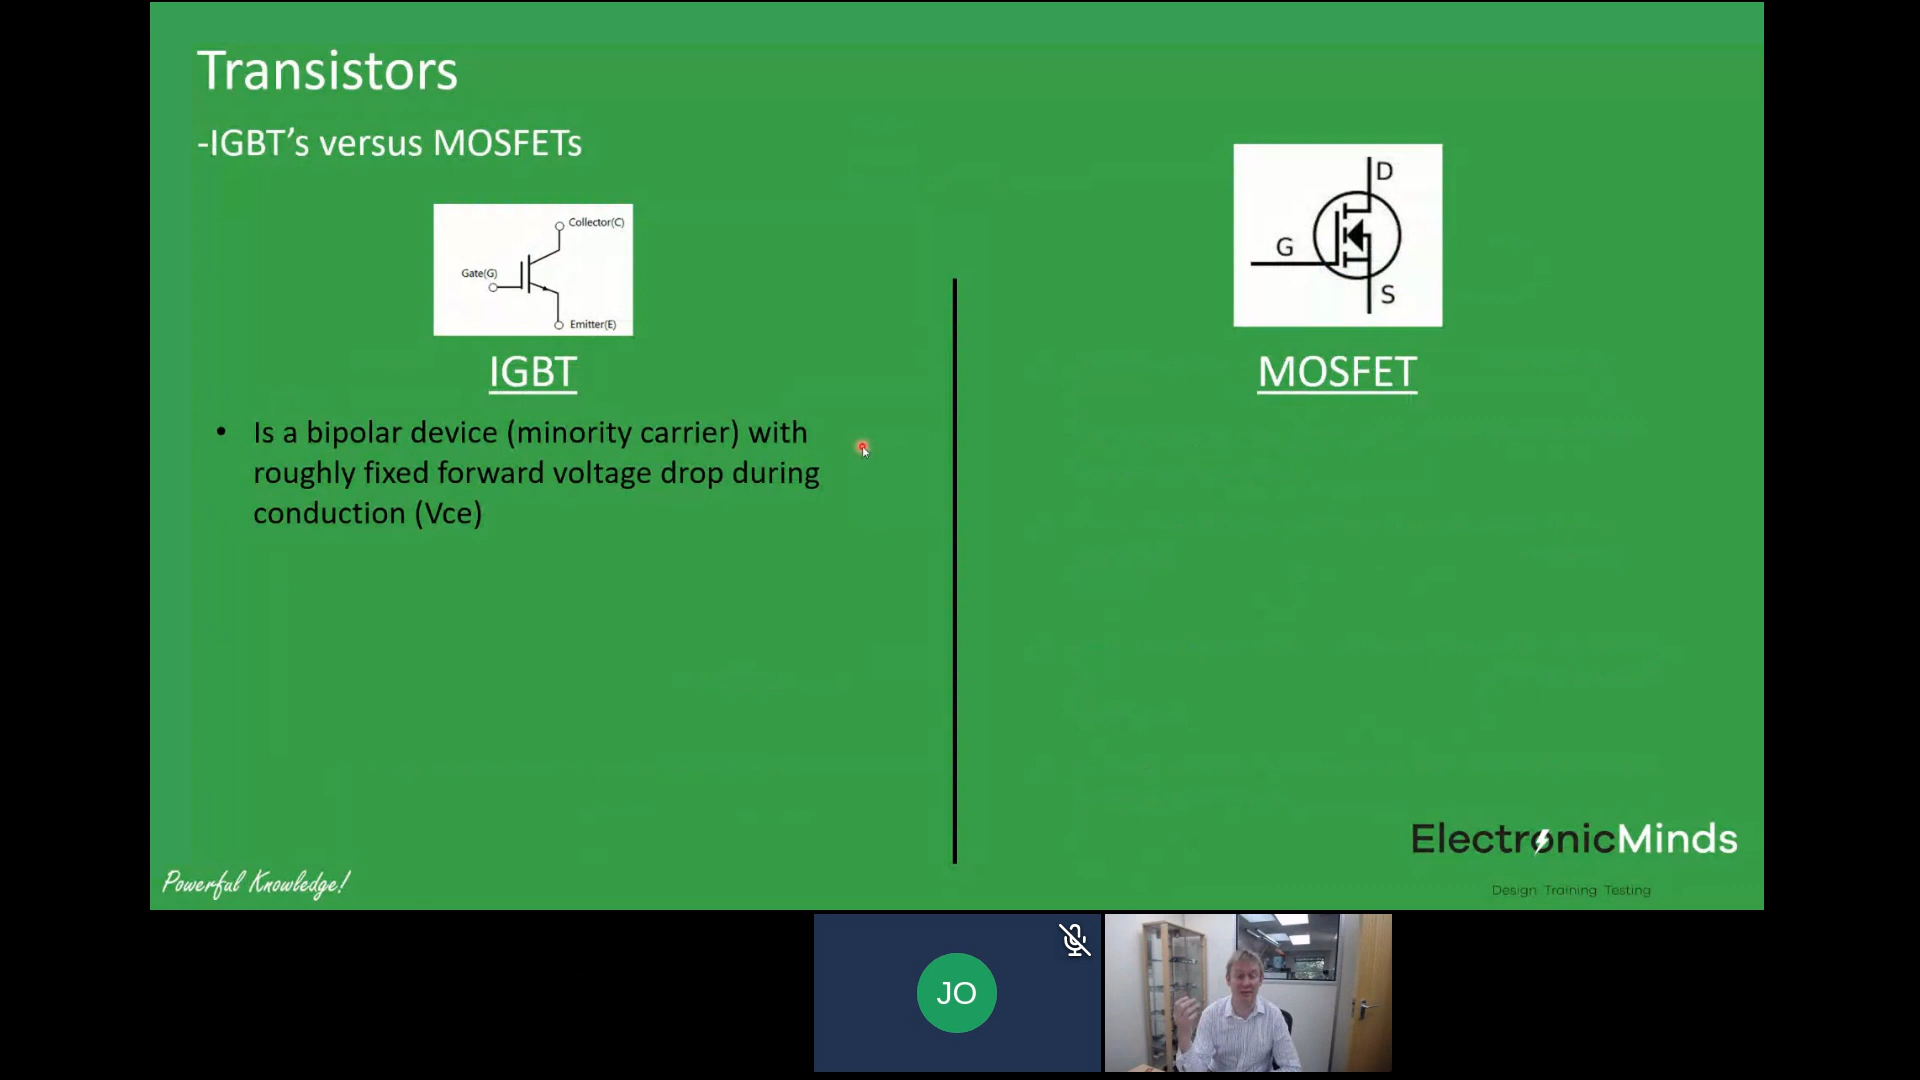 Transistors
-IGBT’s versus MOSFETs
Collector(C)
Gate(G)
Emitter(E)
IGBT
• Is a bipolar device (minority carrier) with
roughly fixed forward voltage drop during
conduction (Vce)
D
G
S
MOSFET
Powerful Knowledge!
ElectronicMinds
Design Training Testing
JO